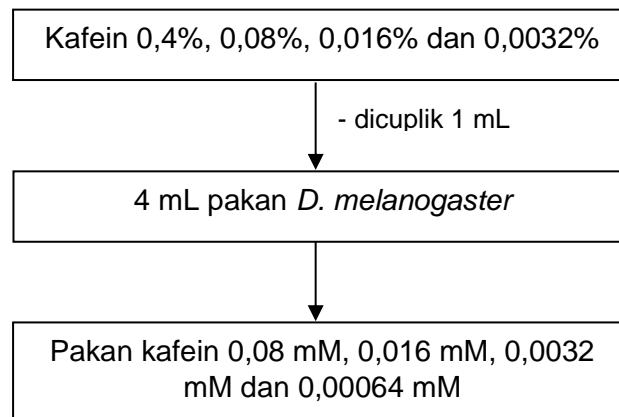 Kafein 0,4%, 0,08%, 0,016% dan 0,0032%
- dicuplik 1 mL
4 mL pakan D. melanogaster
Pakan kafein 0,08 mM, 0,016 mM, 0,0032
mM dan 0,00064 mM